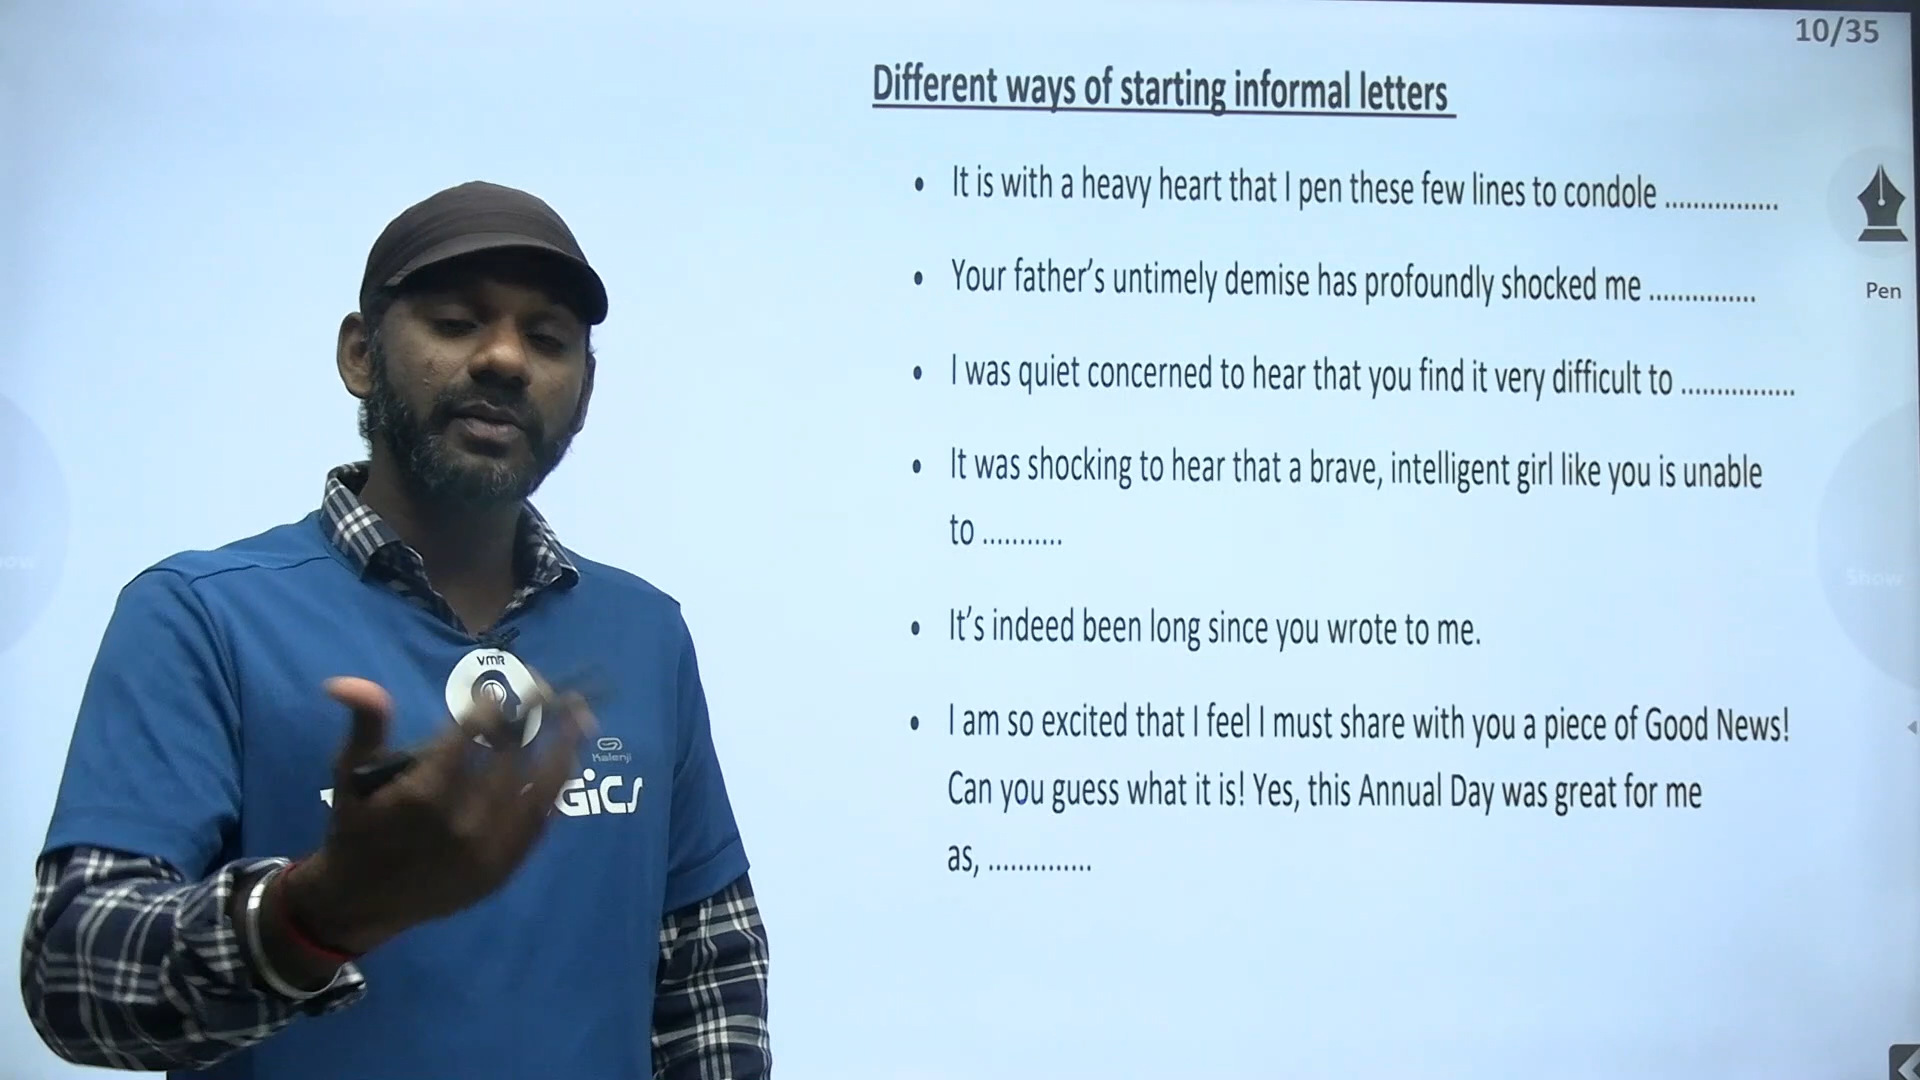 10/35
Different ways of starting informal letters
• It is with a heavy heart that I pen these few lines to condole ................
• Your father's untimely demise has profoundly shocked me ...............
• I was quiet concerned to hear that you find it very difficult to ................
• It was shocking to hear that a brave, intelligent girl like you is unable
to ...........
• It's indeed been long since you wrote to me.
• I am so excited that I feel I must share with you a piece of Good News!
Can you guess what it is! Yes, this Annual Day was great for me
as, ..............
Pen
Show
VMR
Kalenji